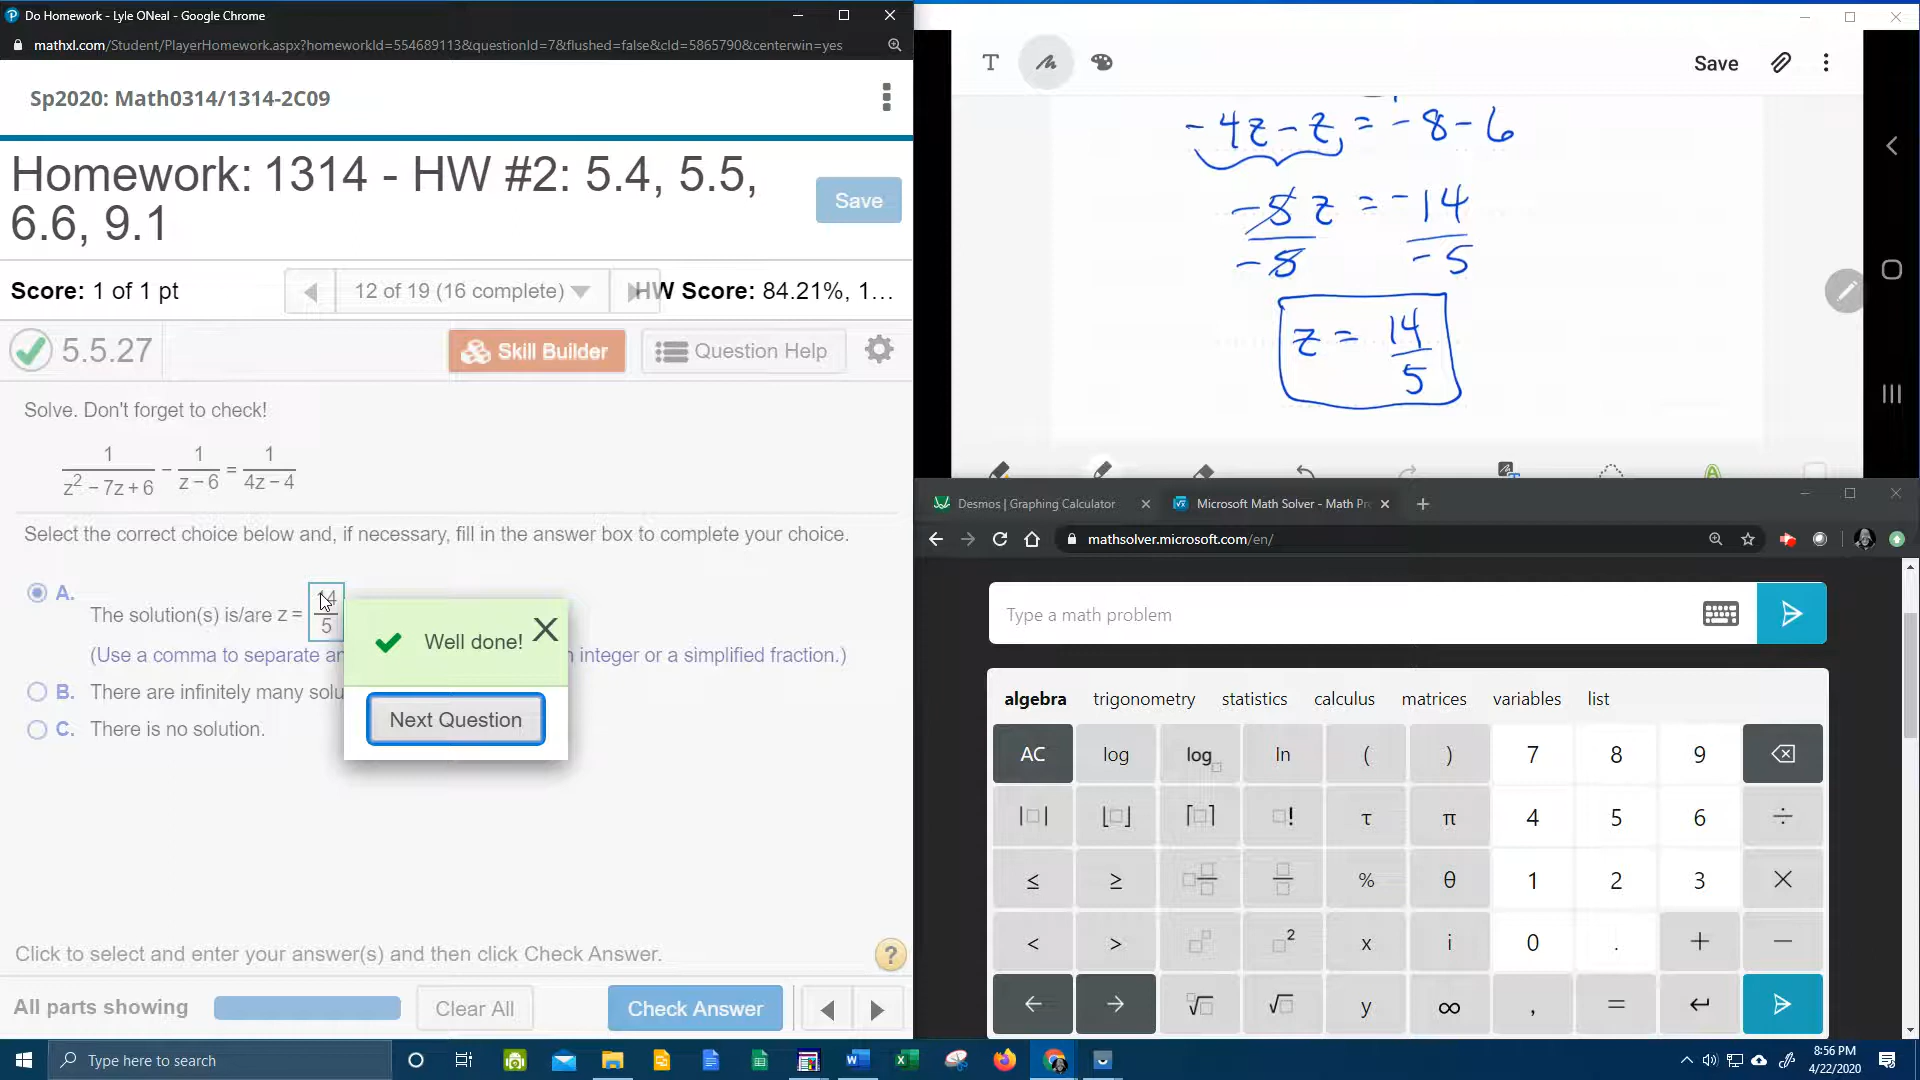 Do Homework - Lyle ONeal - Google Chrome
mathxl.com/Student/PlayerHomework.aspx?homeworkId=554689113&questionId=7&flushed=false&cId=5865790&centerwin=yes
Sp2020: Math0314/1314-2C09
Homework: 1314 - HW #2: 5.4, 5.5,
6.6, 9.1
Save
Score: 1 of 1 pt
12 of 19 (16 complete)
HW Score: 84.21%, 1...
5.5.27
Skill Builder
Question Help
Solve. Don't forget to check!
1/(z² − 7z + 6) − 1/(z − 6) = 1/(4z − 4)
Select the correct choice below and, if necessary, fill in the answer box to complete your choice.
A.
The solution(s) is/are z = 14/5
(Use a comma to separate an
integer or a simplified fraction.)
B. There are infinitely many solu
C. There is no solution.
Well done!
Next Question
Click to select and enter your answer(s) and then click Check Answer.
?
All parts showing
Clear All
Check Answer
T
Save
-4z - z = -8 - 6
-5z = -14
-5 -5
z = 14/5
Desmos | Graphing Calculator
Microsoft Math Solver - Math Pr
mathsolver.microsoft.com/en/
Type a math problem
algebra trigonometry statistics calculus matrices variables list
AC log log□ ln ( ) 7 8 9
|□| ⌊□⌋ ⌈□⌉ □! τ π 4 5 6 ÷
≤ ≥ □□/□ □/□ % θ 1 2 3 ×
< > □^□ □² x i 0 . + −
← → □√□ √□ y ∞ , = ↵
Type here to search
8:56 PM
4/22/2020